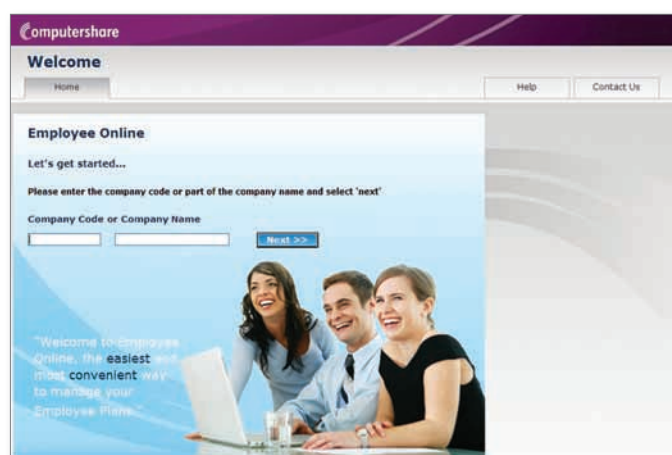 Computershare
Welcome
Home
Help
Contact Us
Employee Online
Let's get started...
Please enter the company code or part of the company name and select 'next'
Company Code or Company Name
Next >>
"Welcome to Employee
Online, the easiest and
most convenient way
to manage your
Employee Plans."